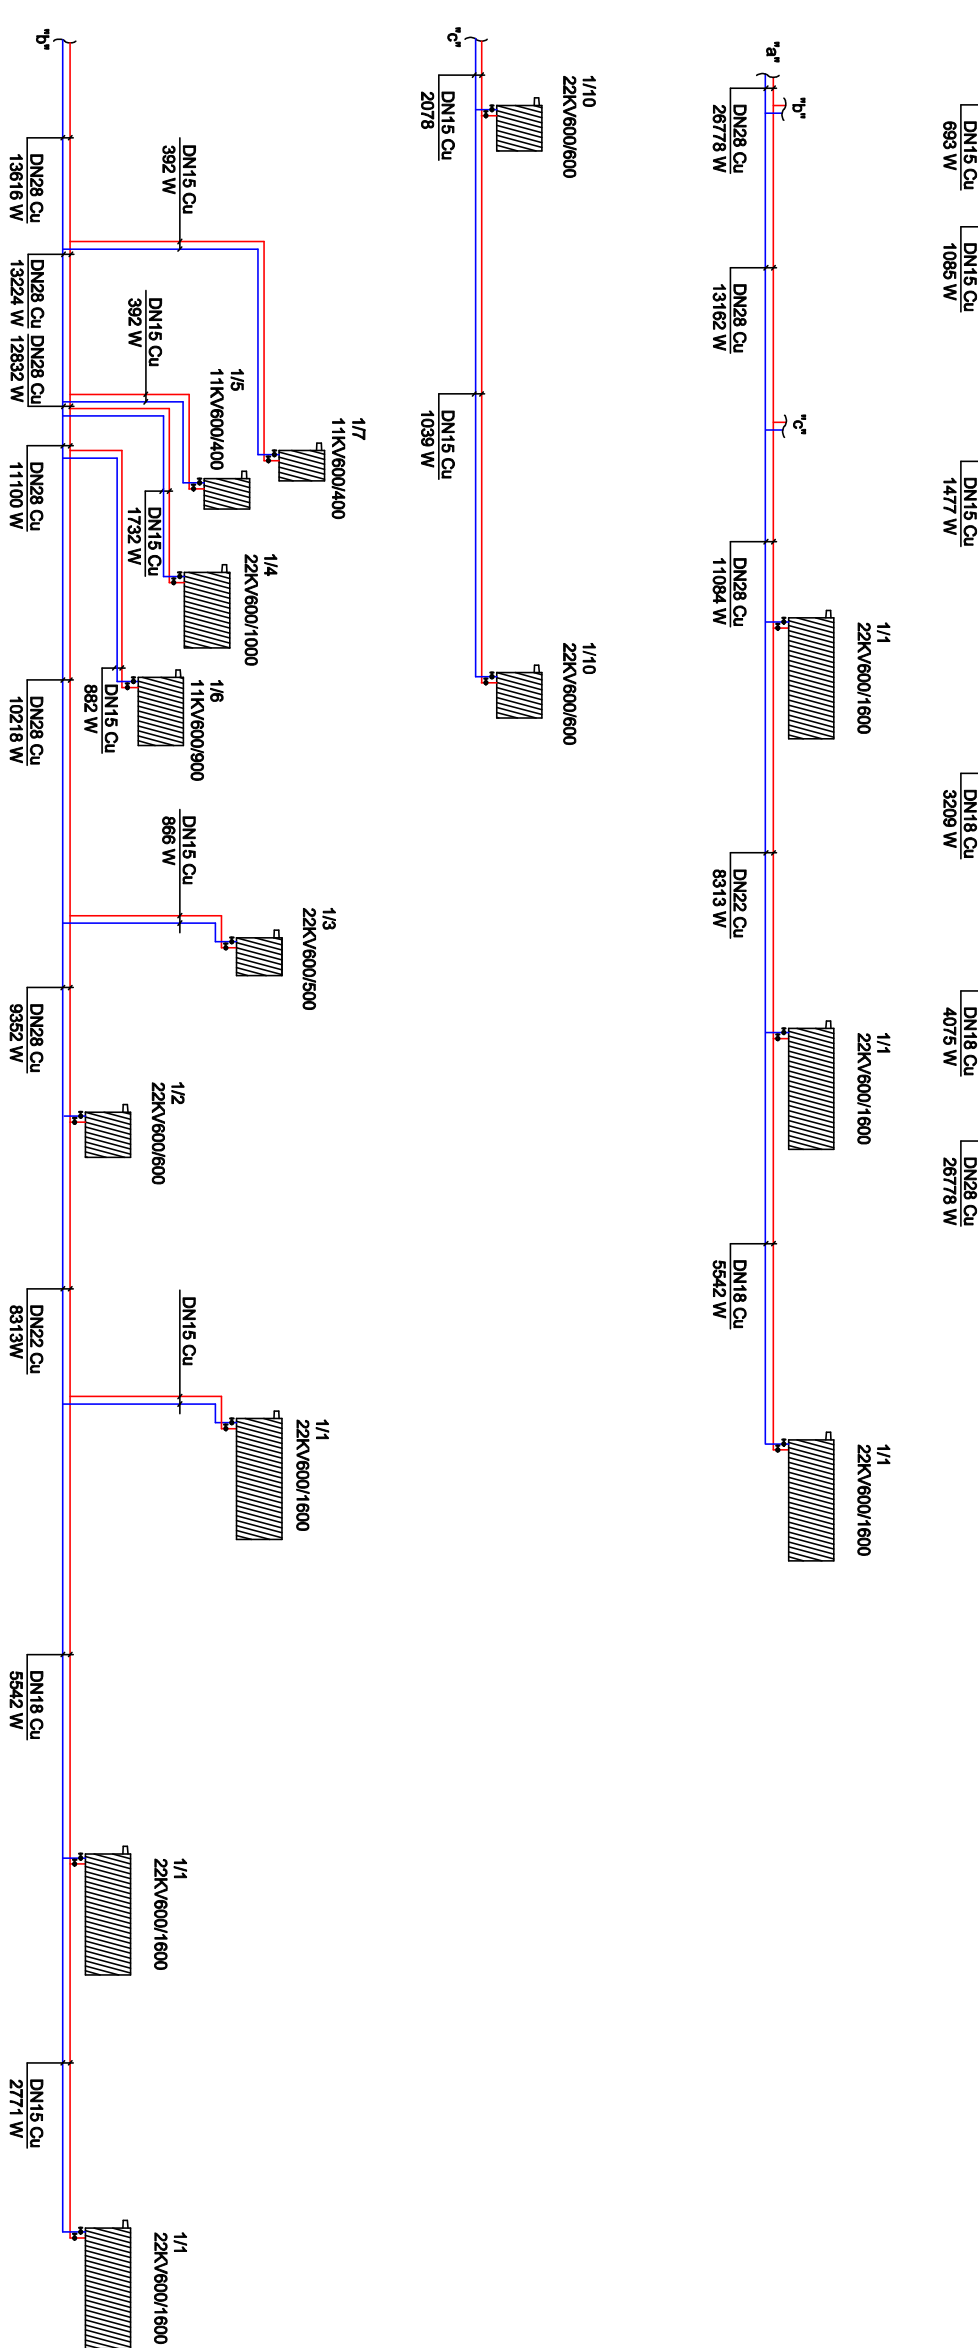 DN15 Cu
693 W
DN15 Cu
1085 W
DN15 Cu
1477 W
DN18 Cu
3209 W
DN18 Cu
4075 W
DN28 Cu
26778 W
"a"
"b"
DN28 Cu
26778 W
DN28 Cu
13162 W
"c"
DN28 Cu
11084 W
1/1
22KV600/1600
DN22 Cu
8313 W
1/1
22KV600/1600
DN18 Cu
5542 W
1/1
22KV600/1600
"c"
1/10
22KV600/600
DN15 Cu
2078
DN15 Cu
1039 W
1/10
22KV600/600
"b"
DN28 Cu
13616 W
DN15 Cu
392 W
1/7
11KV600/400
DN28 Cu
13224 W
DN15 Cu
392 W
1/5
11KV600/400
DN28 Cu
12832 W
DN15 Cu
1732 W
1/4
22KV600/1000
DN28 Cu
11100 W
DN15 Cu
882 W
1/6
11KV600/900
DN28 Cu
10218 W
DN15 Cu
866 W
1/3
22KV600/500
DN28 Cu
9352 W
1/2
22KV600/600
DN22 Cu
8313W
DN15 Cu
1/1
22KV600/1600
DN18 Cu
5542 W
1/1
22KV600/1600
DN15 Cu
2771 W
1/1
22KV600/1600